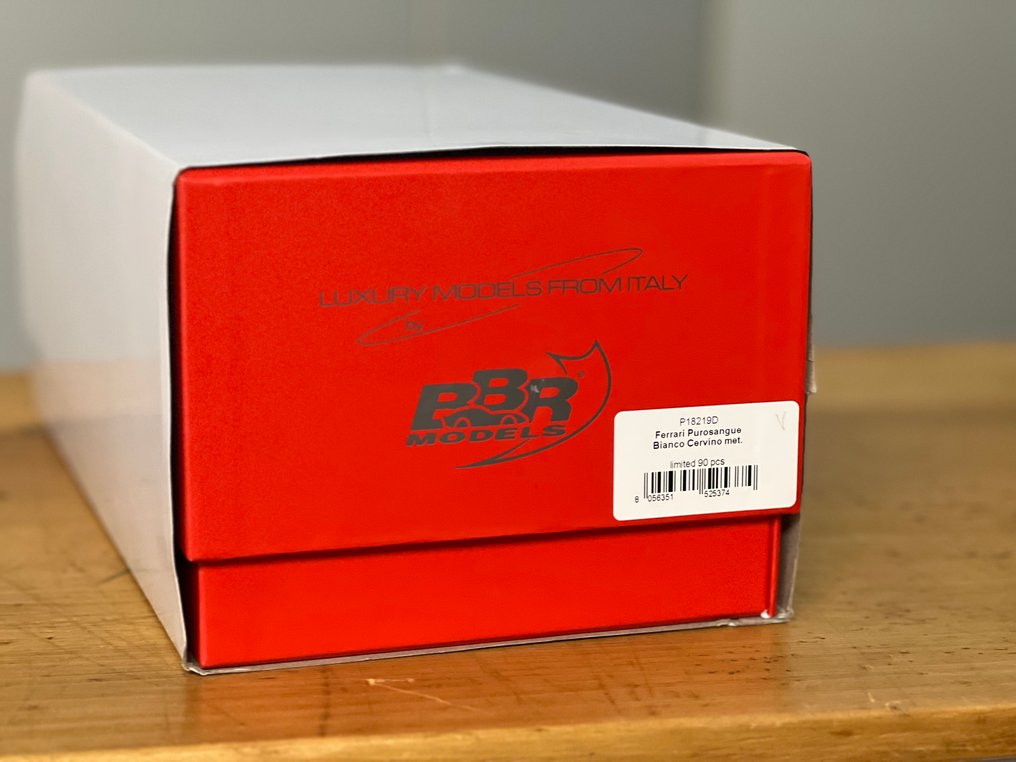 LUXURY MODELS FROM ITALY
by
BBR
MODELS
P18219D
Ferrari Purosangue
Bianco Cervino met.
limited 90 pcs
8 056351 525374